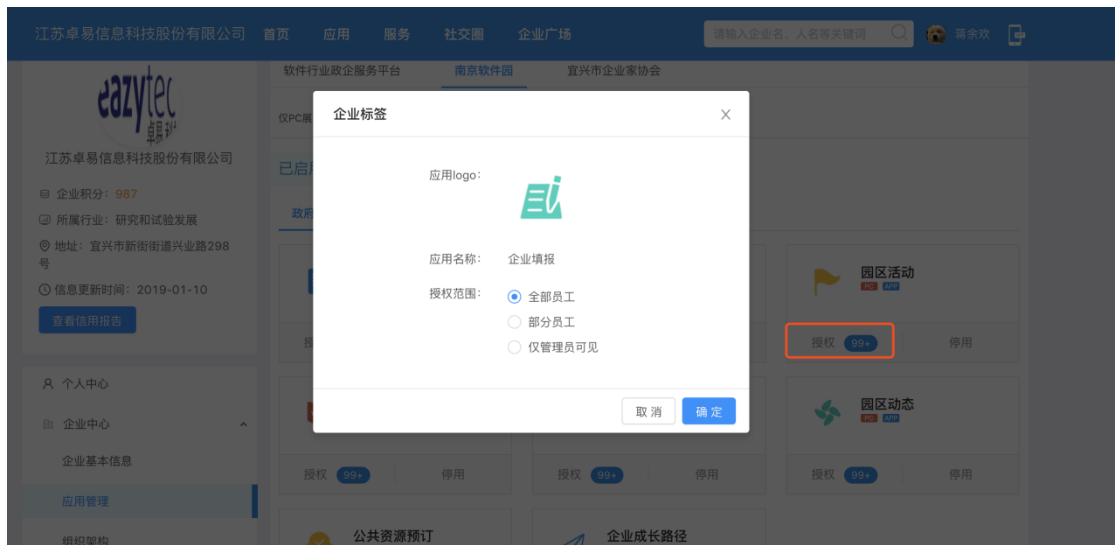 江苏卓易信息科技股份有限公司 首页 应用 服务 社交圈 企业广场 请输入企业名、人名等关键词 蒋余欢
软件行业政企服务平台 南京软件园 宜兴市企业家协会
eazytec
卓易科
江苏卓易信息科技股份有限公司
企业积分：987
所属行业：研究和试验发展
地址：宜兴市新街街道兴业路298
号
信息更新时间：2019-01-10
查看信用报告
个人中心
企业中心
企业基本信息
应用管理
组织架构
仅PC展
已启
政府
企业标签
应用logo：
应用名称： 企业填报
授权范围： 全部员工
部分员工
仅管理员可见
取消 确定
园区活动
PC APP
授权 99+ 停用
园区动态
PC APP
授权 99+ 停用 授权 99+ 停用 授权 99+ 停用
公共资源预订 企业成长路径